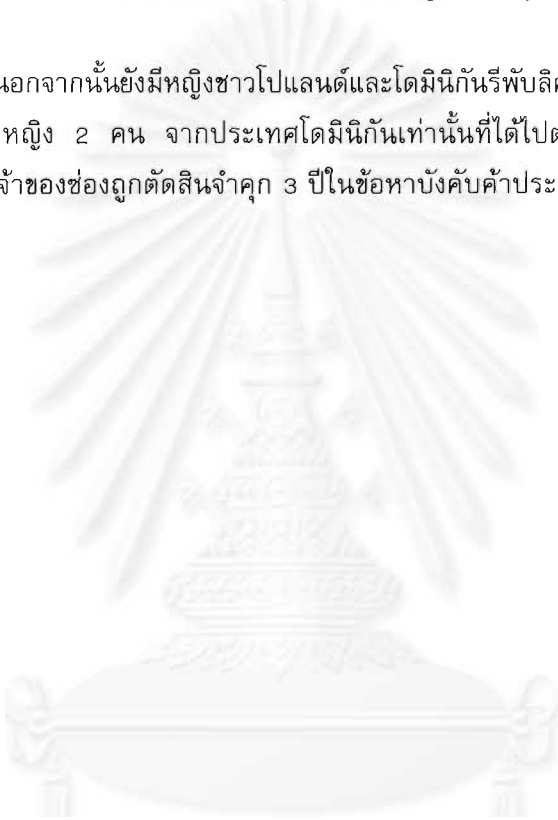 นอกจากนั้นยังมีหญิงชาวโปแลนด์และโดมินิกันรีพับลิค
หญิง 2 คน จากประเทศโดมินิกันเท่านั้นที่ได้ไป
จ้าของซ่องถูกตัดสินจำคุก 3 ปีในข้อหาบังคับค้าประ